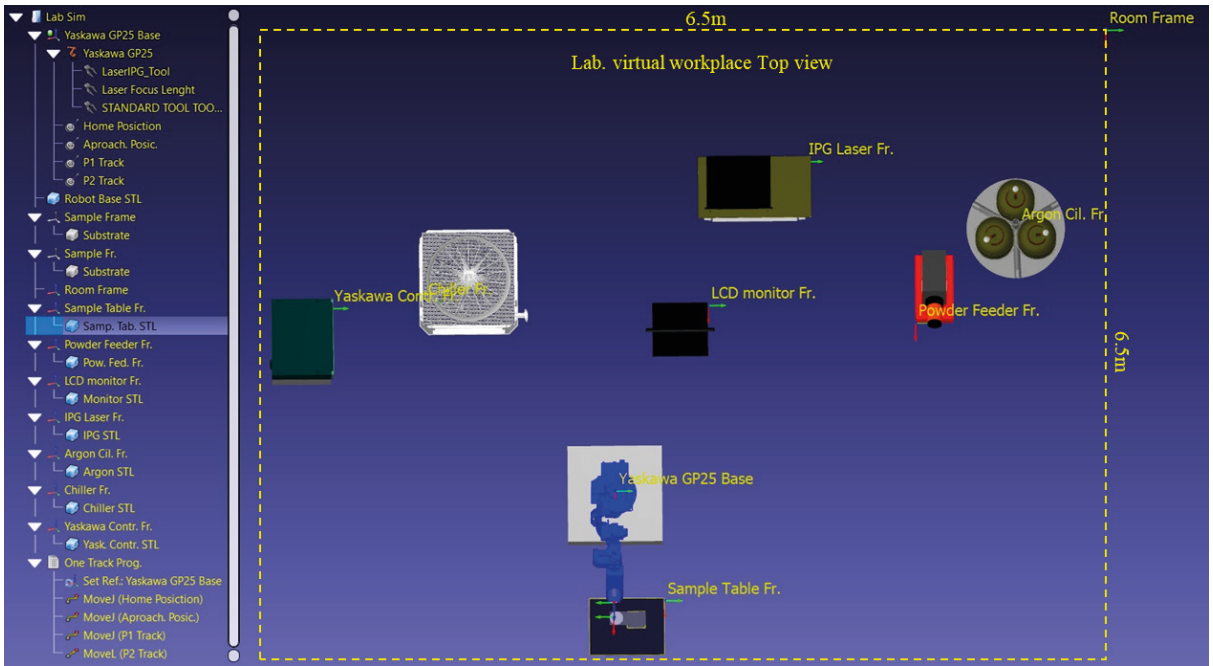 Lab Sim
Yaskawa GP25 Base
Yaskawa GP25
LaserIPG_Tool
Laser Focus Lenght
STANDARD TOOL TOO...
Home Posiction
Aproach. Posic.
P1 Track
P2 Track
Robot Base STL
Sample Frame
Substrate
Sample Fr.
Substrate
Room Frame
Sample Table Fr.
Samp. Tab. STL
Powder Feeder Fr.
Pow. Fed. Fr.
LCD monitor Fr.
Monitor STL
IPG Laser Fr.
IPG STL
Argon Cil. Fr.
Argon STL
Chiller Fr.
Chiller STL
Yaskawa Contr. Fr.
Yask. Contr. STL
One Track Prog.
Set Ref.: Yaskawa GP25 Base
MoveJ (Home Posiction)
MoveJ (Aproach. Posic.)
MoveJ (P1 Track)
MoveL (P2 Track)
6.5m
Room Frame
Lab. virtual workplace Top view
IPG Laser Fr.
Argon Cil. Fr.
Yaskawa Contr. Fr.
Chiller Fr.
LCD monitor Fr.
Powder Feeder Fr.
6.5m
Yaskawa GP25 Base
Sample Table Fr.